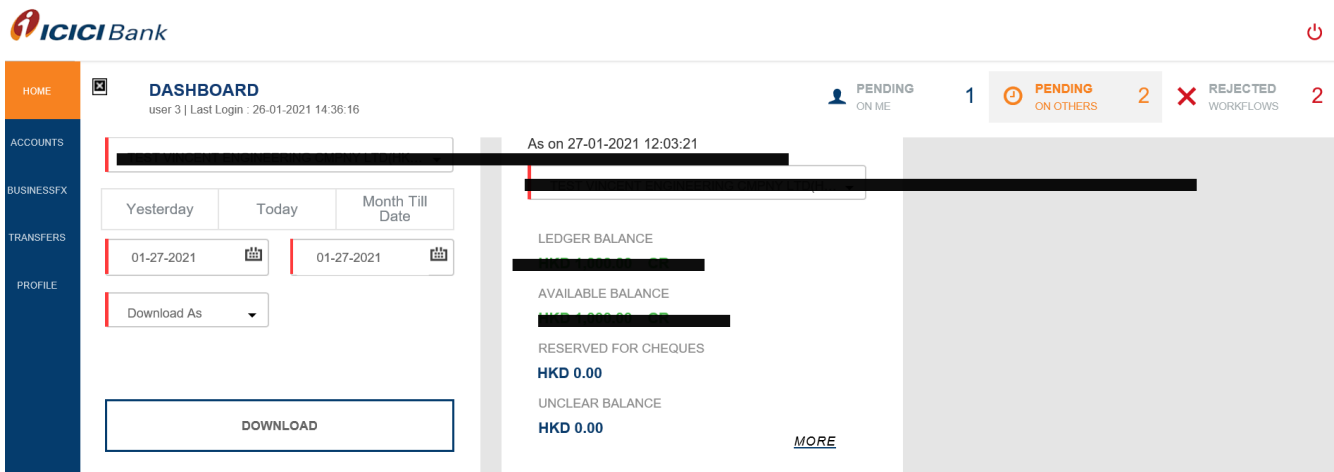 ICICI Bank
HOME
DASHBOARD
user 3 | Last Login : 26-01-2021 14:36:16
PENDING
ON ME
1
PENDING
ON OTHERS
2
REJECTED
WORKFLOWS
2
ACCOUNTS
BUSINESSFX
TRANSFERS
PROFILE
Yesterday
Today
Month Till
Date
01-27-2021
01-27-2021
Download As
DOWNLOAD
As on 27-01-2021 12:03:21
LEDGER BALANCE
AVAILABLE BALANCE
RESERVED FOR CHEQUES
HKD 0.00
UNCLEAR BALANCE
HKD 0.00
MORE